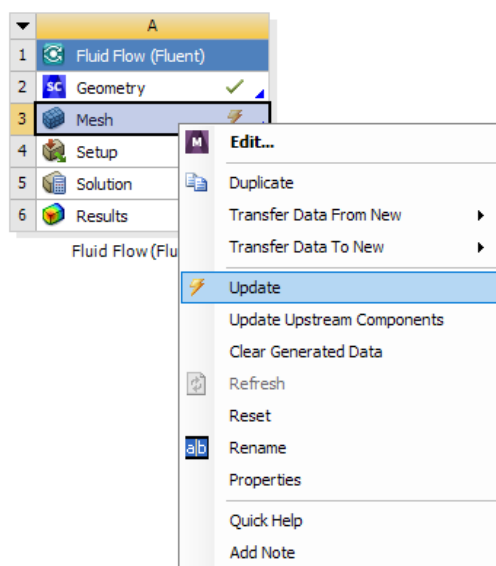 A
1 Fluid Flow (Fluent)
2 SC Geometry
3 Mesh
4 Setup
5 Solution
6 Results
Fluid Flow (Flu
M Edit...
Duplicate
Transfer Data From New
Transfer Data To New
Update
Update Upstream Components
Clear Generated Data
Refresh
Reset
a|b Rename
Properties
Quick Help
Add Note